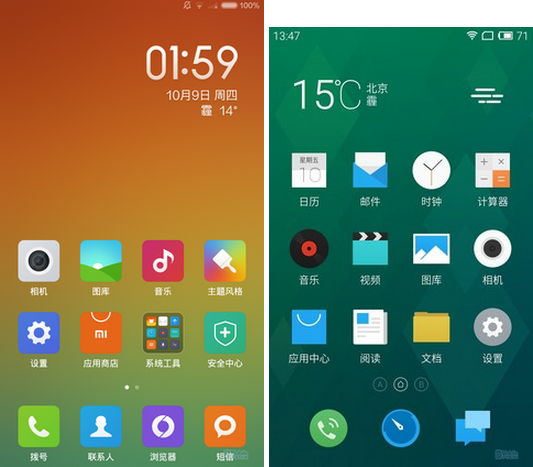 100%
01:59
10月9日 周四
霾 14°
相机 图库 音乐 主题风格
mi
设置 应用商店 系统工具 安全中心
拨号 联系人 浏览器 短信
13:47
71
15℃ 北京
霾
星期五
10
日历 邮件 时钟 计算器
音乐 视频 图库 相机
应用中心 阅读 文档 设置
A B